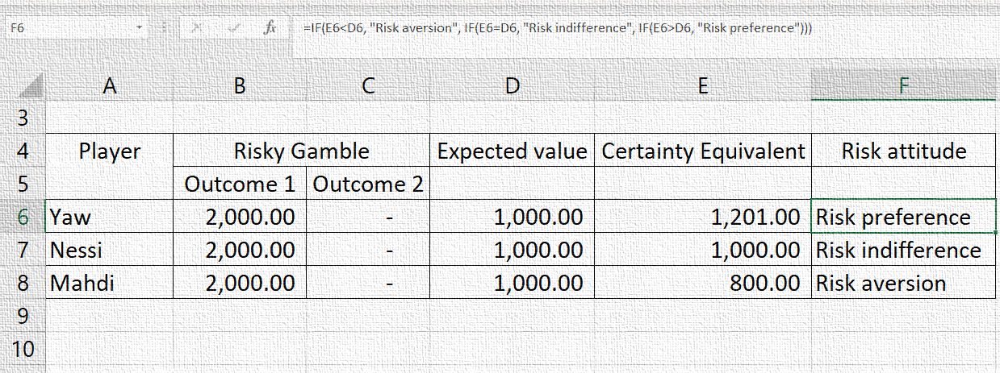 F6 fx =IF(E6<D6, "Risk aversion", IF(E6=D6, "Risk indifference", IF(E6>D6, "Risk preference")))
A B C D E F
3
4 Player Risky Gamble Expected value Certainty Equivalent Risk attitude
5 Outcome 1 Outcome 2
6 Yaw 2,000.00 - 1,000.00 1,201.00 Risk preference
7 Nessi 2,000.00 - 1,000.00 1,000.00 Risk indifference
8 Mahdi 2,000.00 - 1,000.00 800.00 Risk aversion
9
10